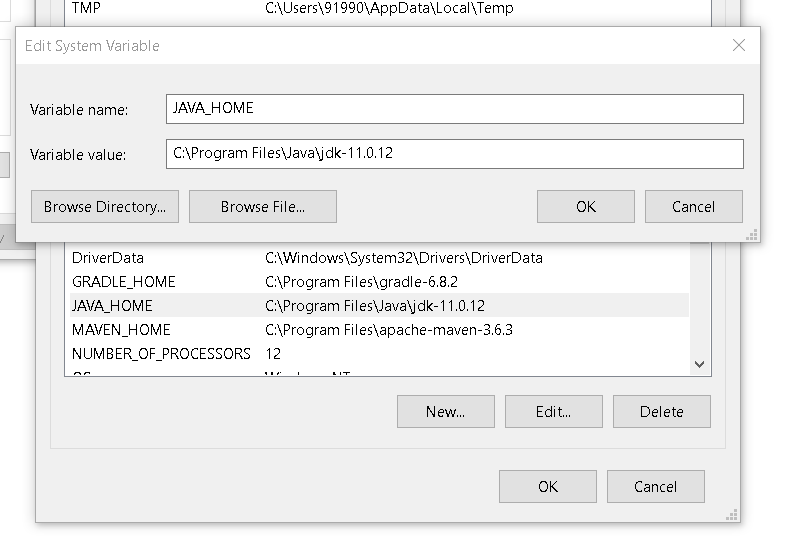 TMP C:\Users\91990\AppData\Local\Temp
Edit System Variable
Variable name: JAVA_HOME
Variable value: C:\Program Files\Java\jdk-11.0.12
Browse Directory... Browse File... OK Cancel
DriverData C:\Windows\System32\Drivers\DriverData
GRADLE_HOME C:\Program Files\gradle-6.8.2
JAVA_HOME C:\Program Files\Java\jdk-11.0.12
MAVEN_HOME C:\Program Files\apache-maven-3.6.3
NUMBER_OF_PROCESSORS 12
New... Edit... Delete
OK Cancel